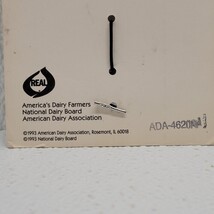 REAL
America's Dairy Farmers
National Dairy Board
American Dairy Association
©1993 American Dairy Association, Rosemont, IL 60018
©1993 National Dairy Board
ADA-4620